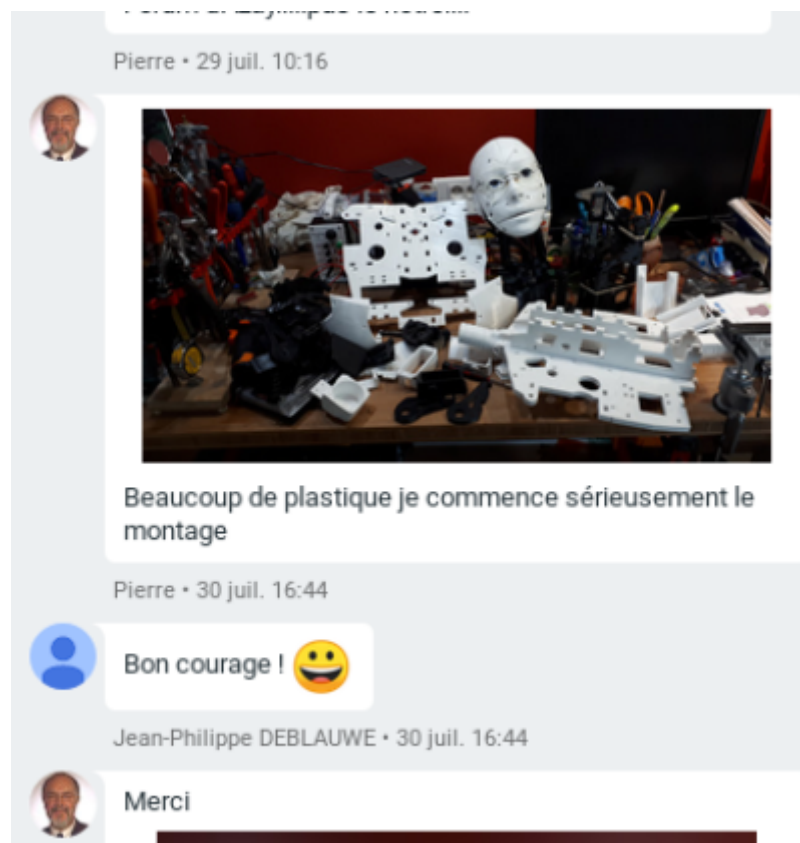 Pierre • 29 juil. 10:16
Beaucoup de plastique je commence sérieusement le
montage
Pierre • 30 juil. 16:44
Bon courage ! 😀
Jean-Philippe DEBLAUWE • 30 juil. 16:44
Merci